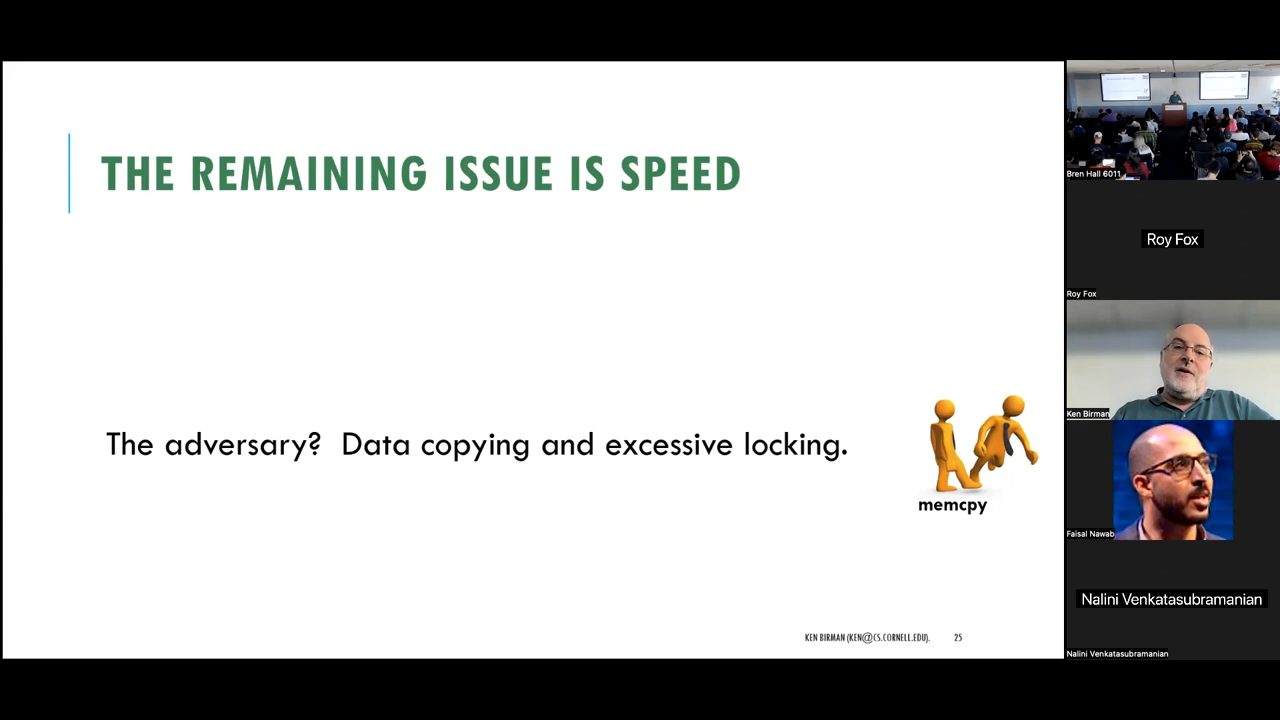 THE REMAINING ISSUE IS SPEED
The adversary? Data copying and excessive locking.
memcpy
KEN BIRMAN (KEN@CS.CORNELL.EDU). 25
Bren Hall 6011
Roy Fox
Roy Fox
Ken Birman
Faisal Nawab
Nalini Venkatasubramanian
Nalini Venkatasubramanian